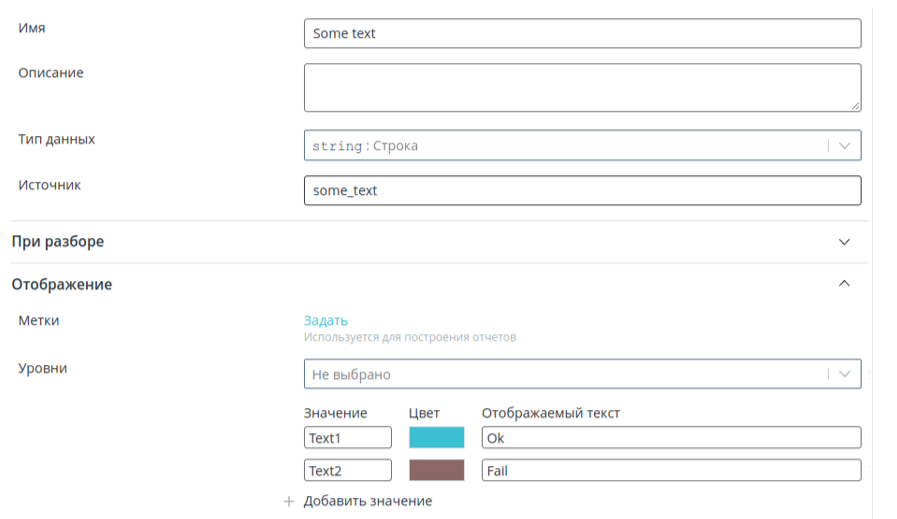 Имя
Some text
Описание
Тип данных
string : Строка
Источник
some_text
При разборе
Отображение
Метки
Задать
Используется для построения отчетов
Уровни
Не выбрано
Значение Цвет Отображаемый текст
Text1 Ok
Text2 Fail
+ Добавить значение